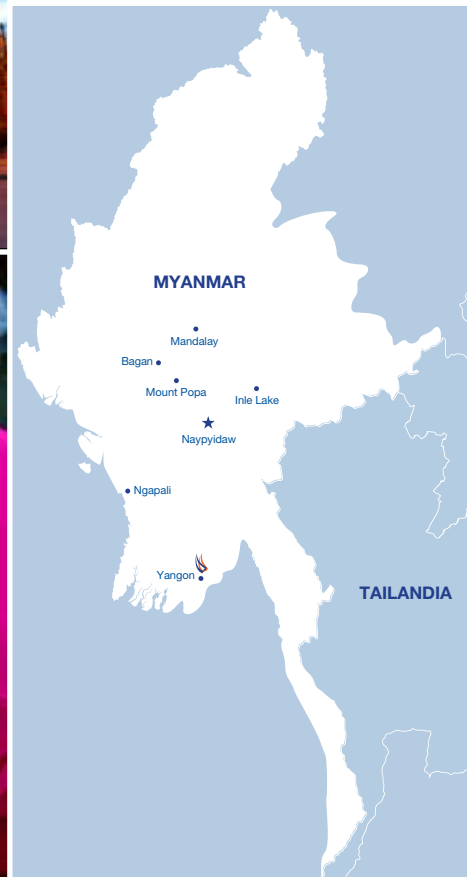 MYANMAR
Mandalay
Bagan
Mount Popa
Inle Lake
Naypyidaw
Ngapali
Yangon
TAILANDIA